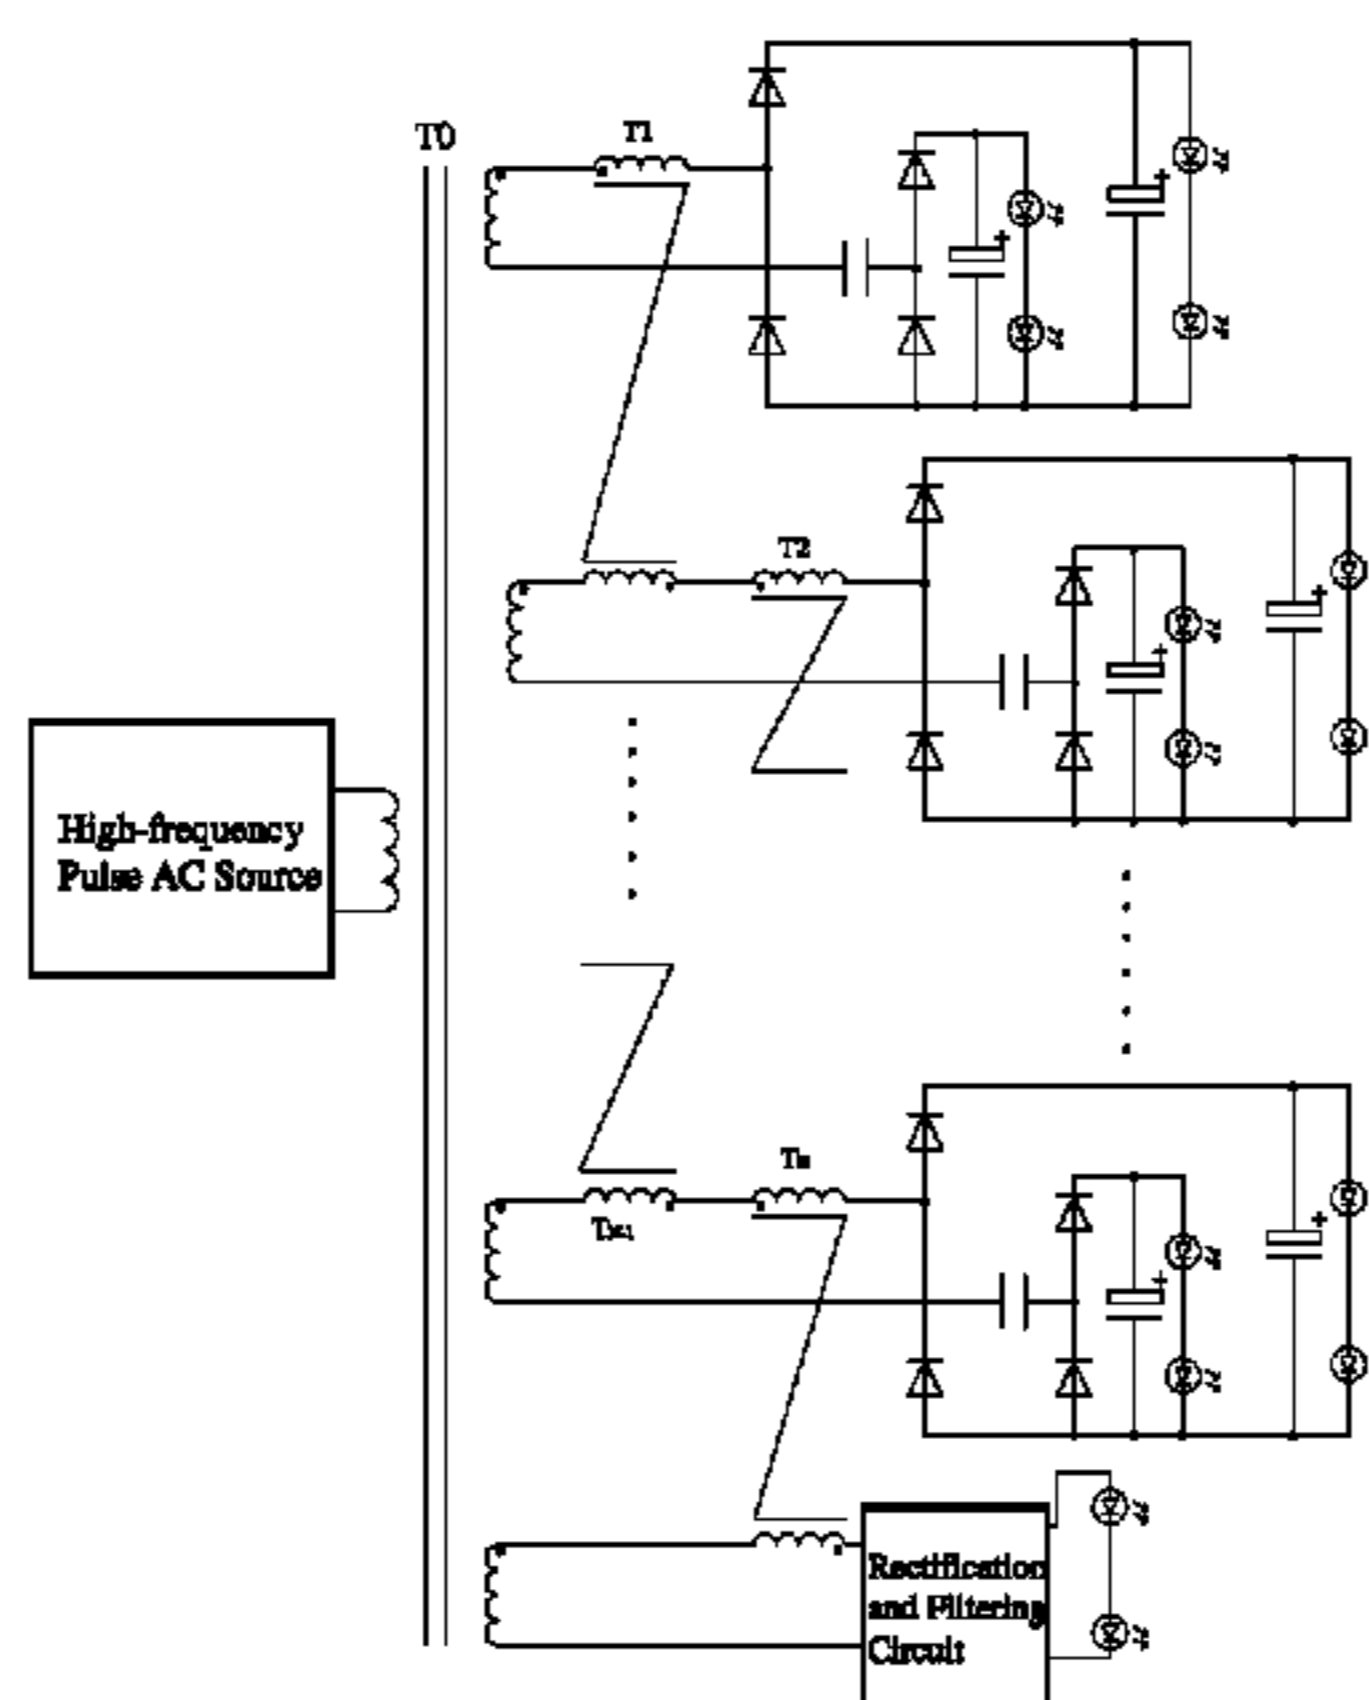 T0
T1
T2
High-frequency
Pulse AC Source
Tn
Rectification
and Filtering
Circuit